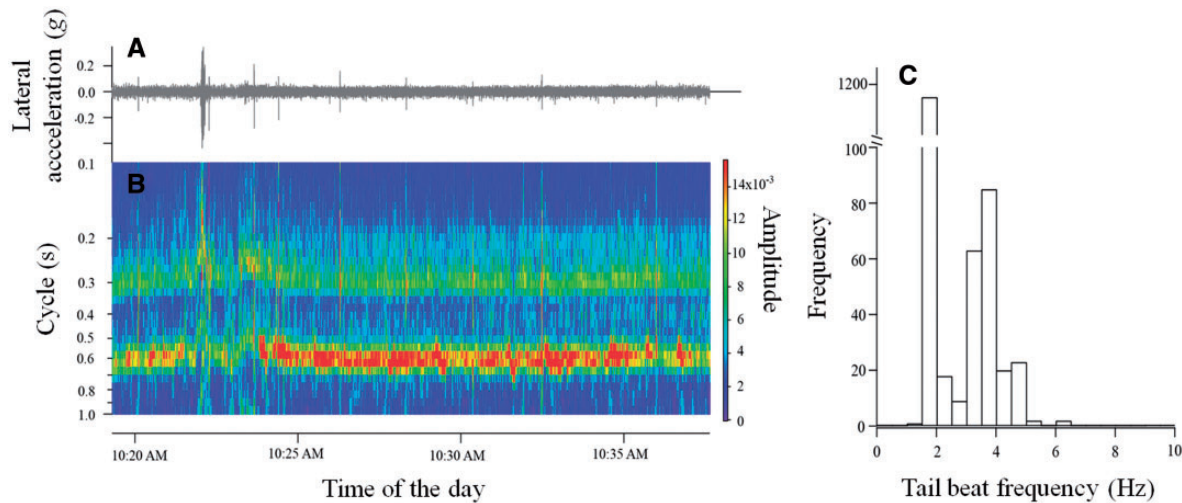 A
Lateral
acceleration (g)
0.2
0.0
-0.2
B
Cycle (s)
0.1
0.2
0.3
0.4
0.5
0.6
0.8
1.0
14x10-3
12
10
8
6
4
2
0
Amplitude
10:20 AM 10:25 AM 10:30 AM 10:35 AM
Time of the day
C
Frequency
1200
100
80
60
40
20
0
0 2 4 6 8 10
Tail beat frequency (Hz)